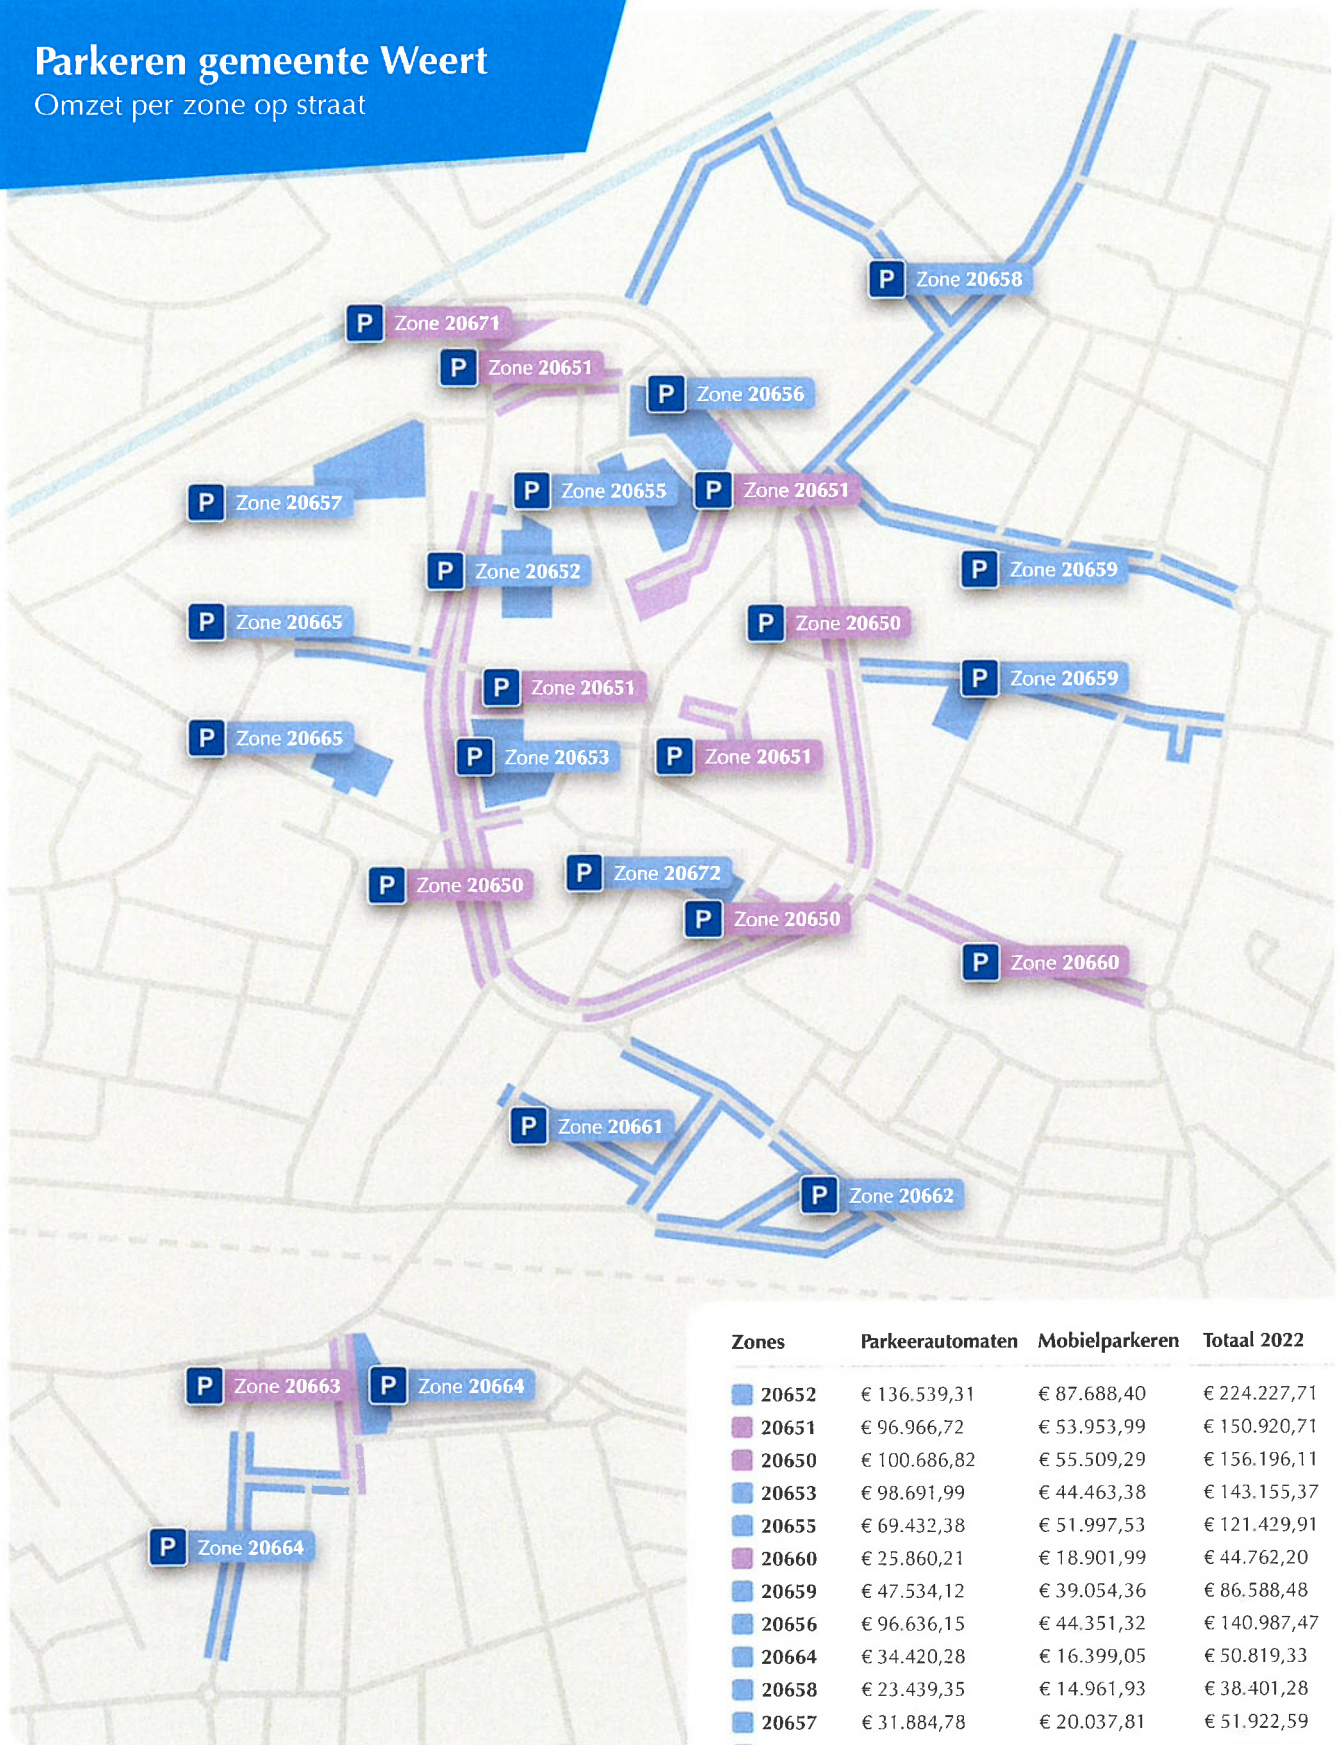 Parkeren gemeente Weert
Omzet per zone op straat
Zone 20658
P
Zone 20671
P
Zone 20651
P
Zone 20656
P
Zone 20657
P
Zone 20655
P
Zone 20651
P
Zone 20652
P
Zone 20659
P
Zone 20665
P
Zone 20650
P
Zone 20651
P
Zone 20659
P
Zone 20665
P
Zone 20653
P
Zone 20651
P
Zone 20650
P
Zone 20672
P
Zone 20650
P
Zone 20660
P
Zone 20661
P
Zone 20662
P
Zone 20663
P
Zone 20664
P
Zone 20664
P
Zones Parkeerautomaten Mobielparkeren Totaal 2022
20652 € 136.539,31 € 87.688,40 € 224.227,71
20651 € 96.966,72 € 53.953,99 € 150.920,71
20650 € 100.686,82 € 55.509,29 € 156.196,11
20653 € 98.691,99 € 44.463,38 € 143.155,37
20655 € 69.432,38 € 51.997,53 € 121.429,91
20660 € 25.860,21 € 18.901,99 € 44.762,20
20659 € 47.534,12 € 39.054,36 € 86.588,48
20656 € 96.636,15 € 44.351,32 € 140.987,47
20664 € 34.420,28 € 16.399,05 € 50.819,33
20658 € 23.439,35 € 14.961,93 € 38.401,28
20657 € 31.884,78 € 20.037,81 € 51.922,59